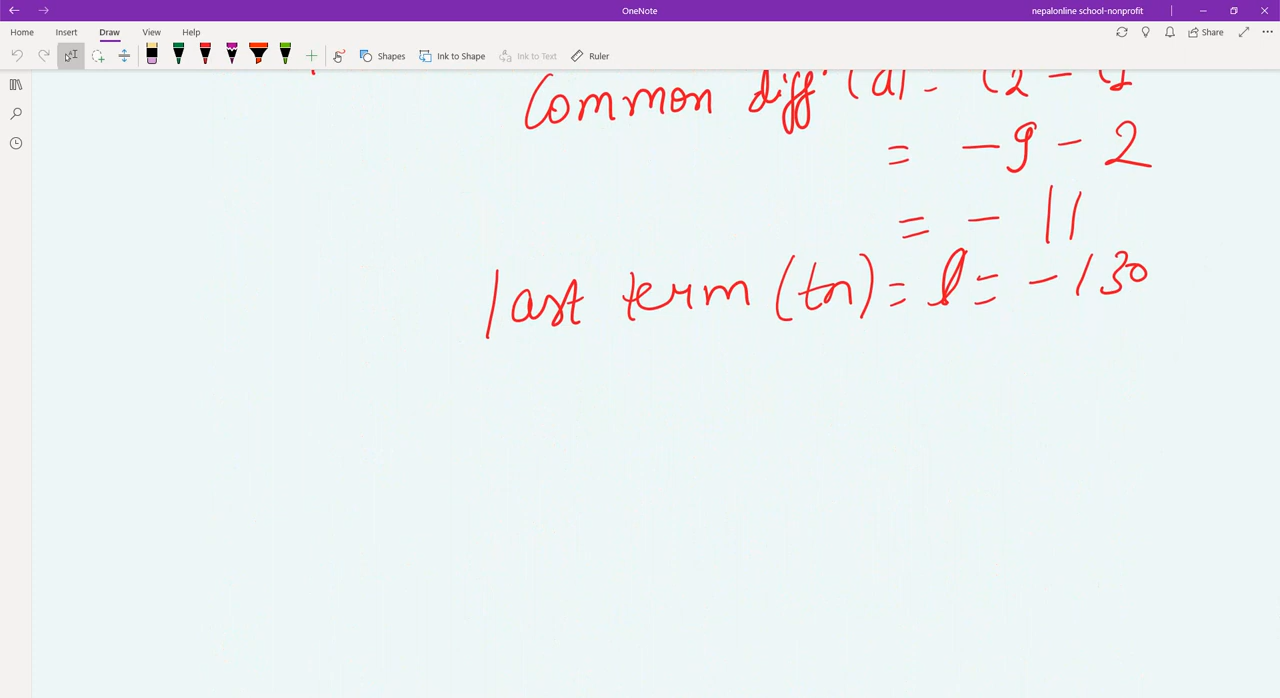 OneNote
nepalonline school-nonprofit
Home Insert Draw View Help
Share
Shapes Ink to Shape Ink to Text Ruler
Common diff. (d). t2 - t1
= -9 - 2
= - 11
last term (tn) = l = -130